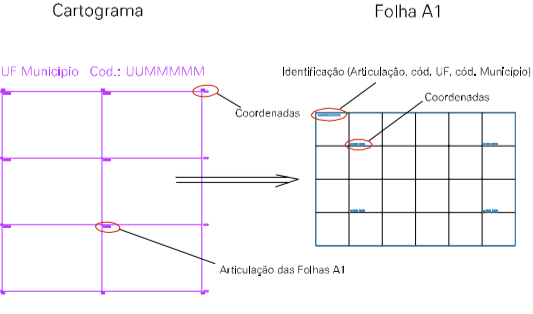 Cartograma
Folha A1
UF Município Cod.: UUMMMMM
Identificação (Articulação, cód. UF, cód. Município)
Coordenadas
Coordenadas
Articulação das Folhas A1